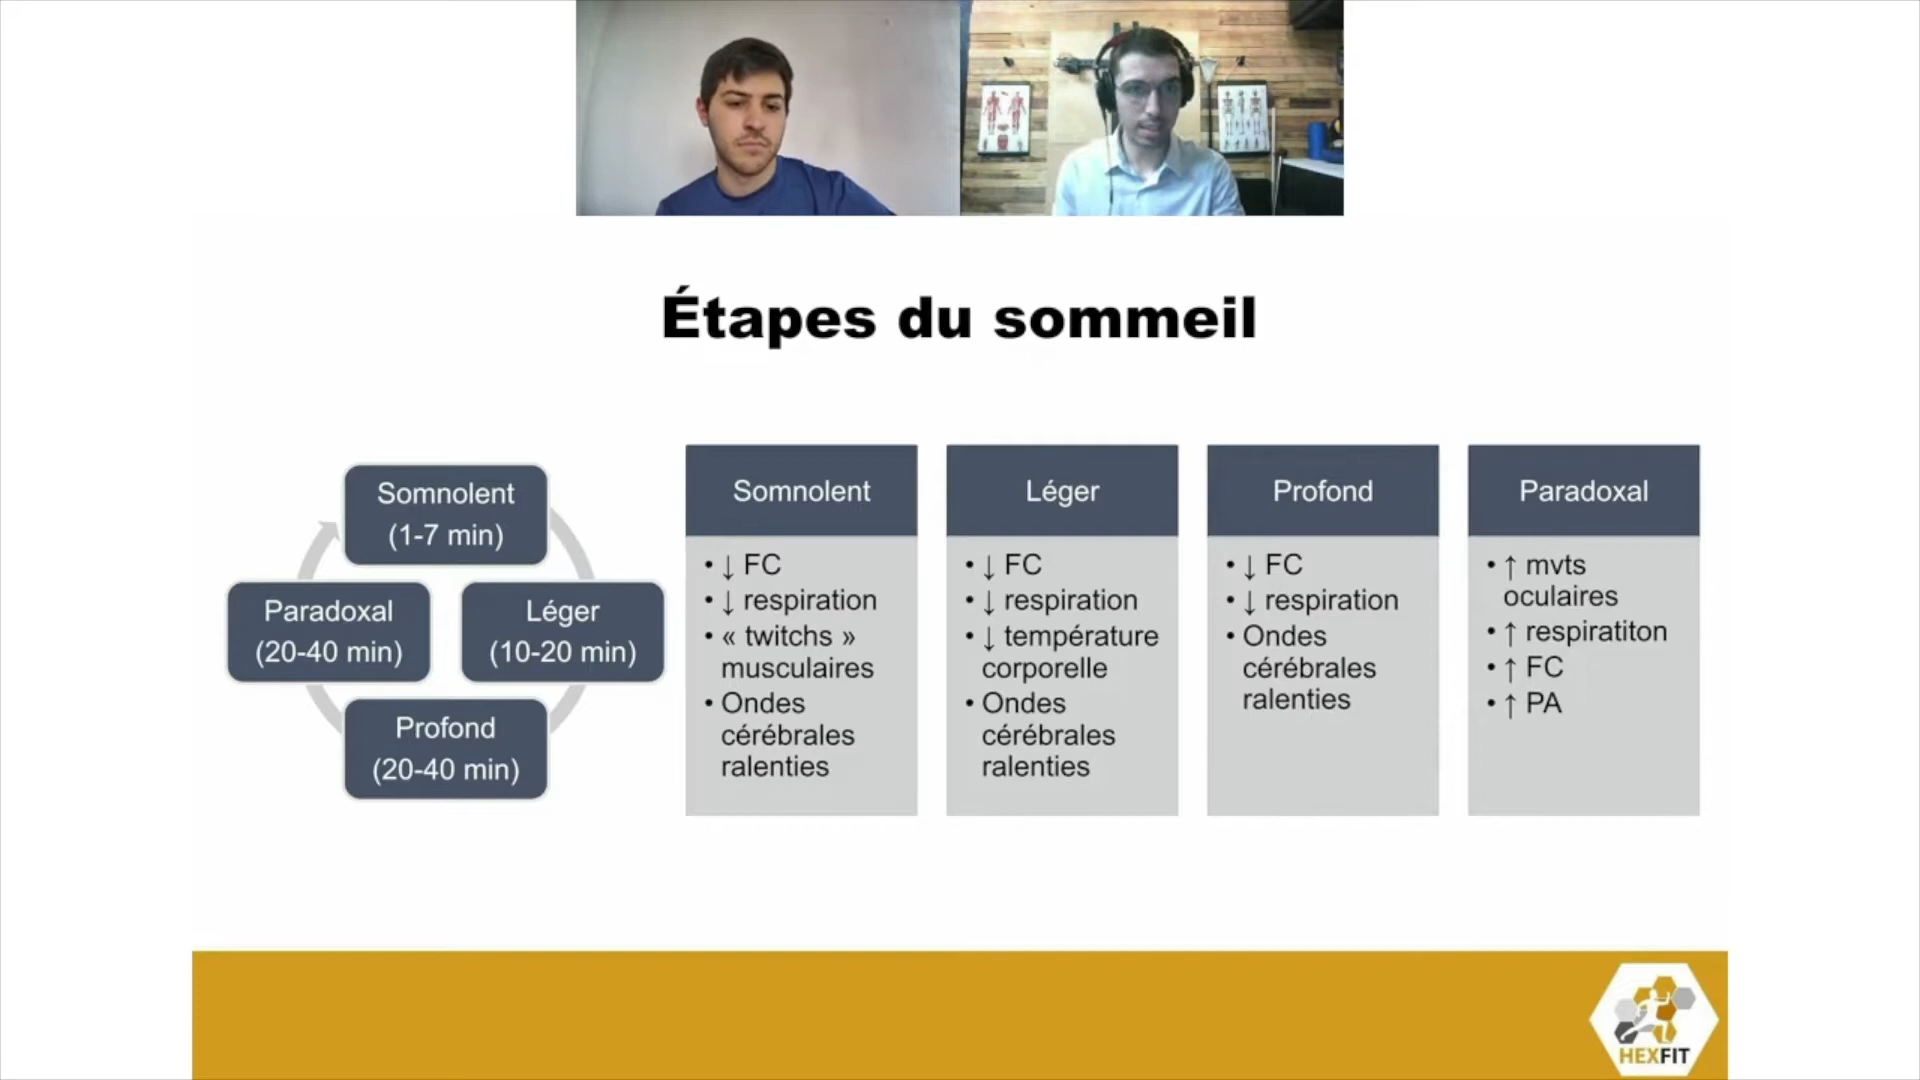 Étapes du sommeil
Somnolent
(1-7 min)
Paradoxal
(20-40 min)
Léger
(10-20 min)
Profond
(20-40 min)
Somnolent
• ↓ FC
• ↓ respiration
• « twitchs »
musculaires
• Ondes
cérébrales
ralenties
Léger
• ↓ FC
• ↓ respiration
• ↓ température
corporelle
• Ondes
cérébrales
ralenties
Profond
• ↓ FC
• ↓ respiration
• Ondes
cérébrales
ralenties
Paradoxal
• ↑ mvts
oculaires
• ↑ respiratiton
• ↑ FC
• ↑ PA
HEXFIT